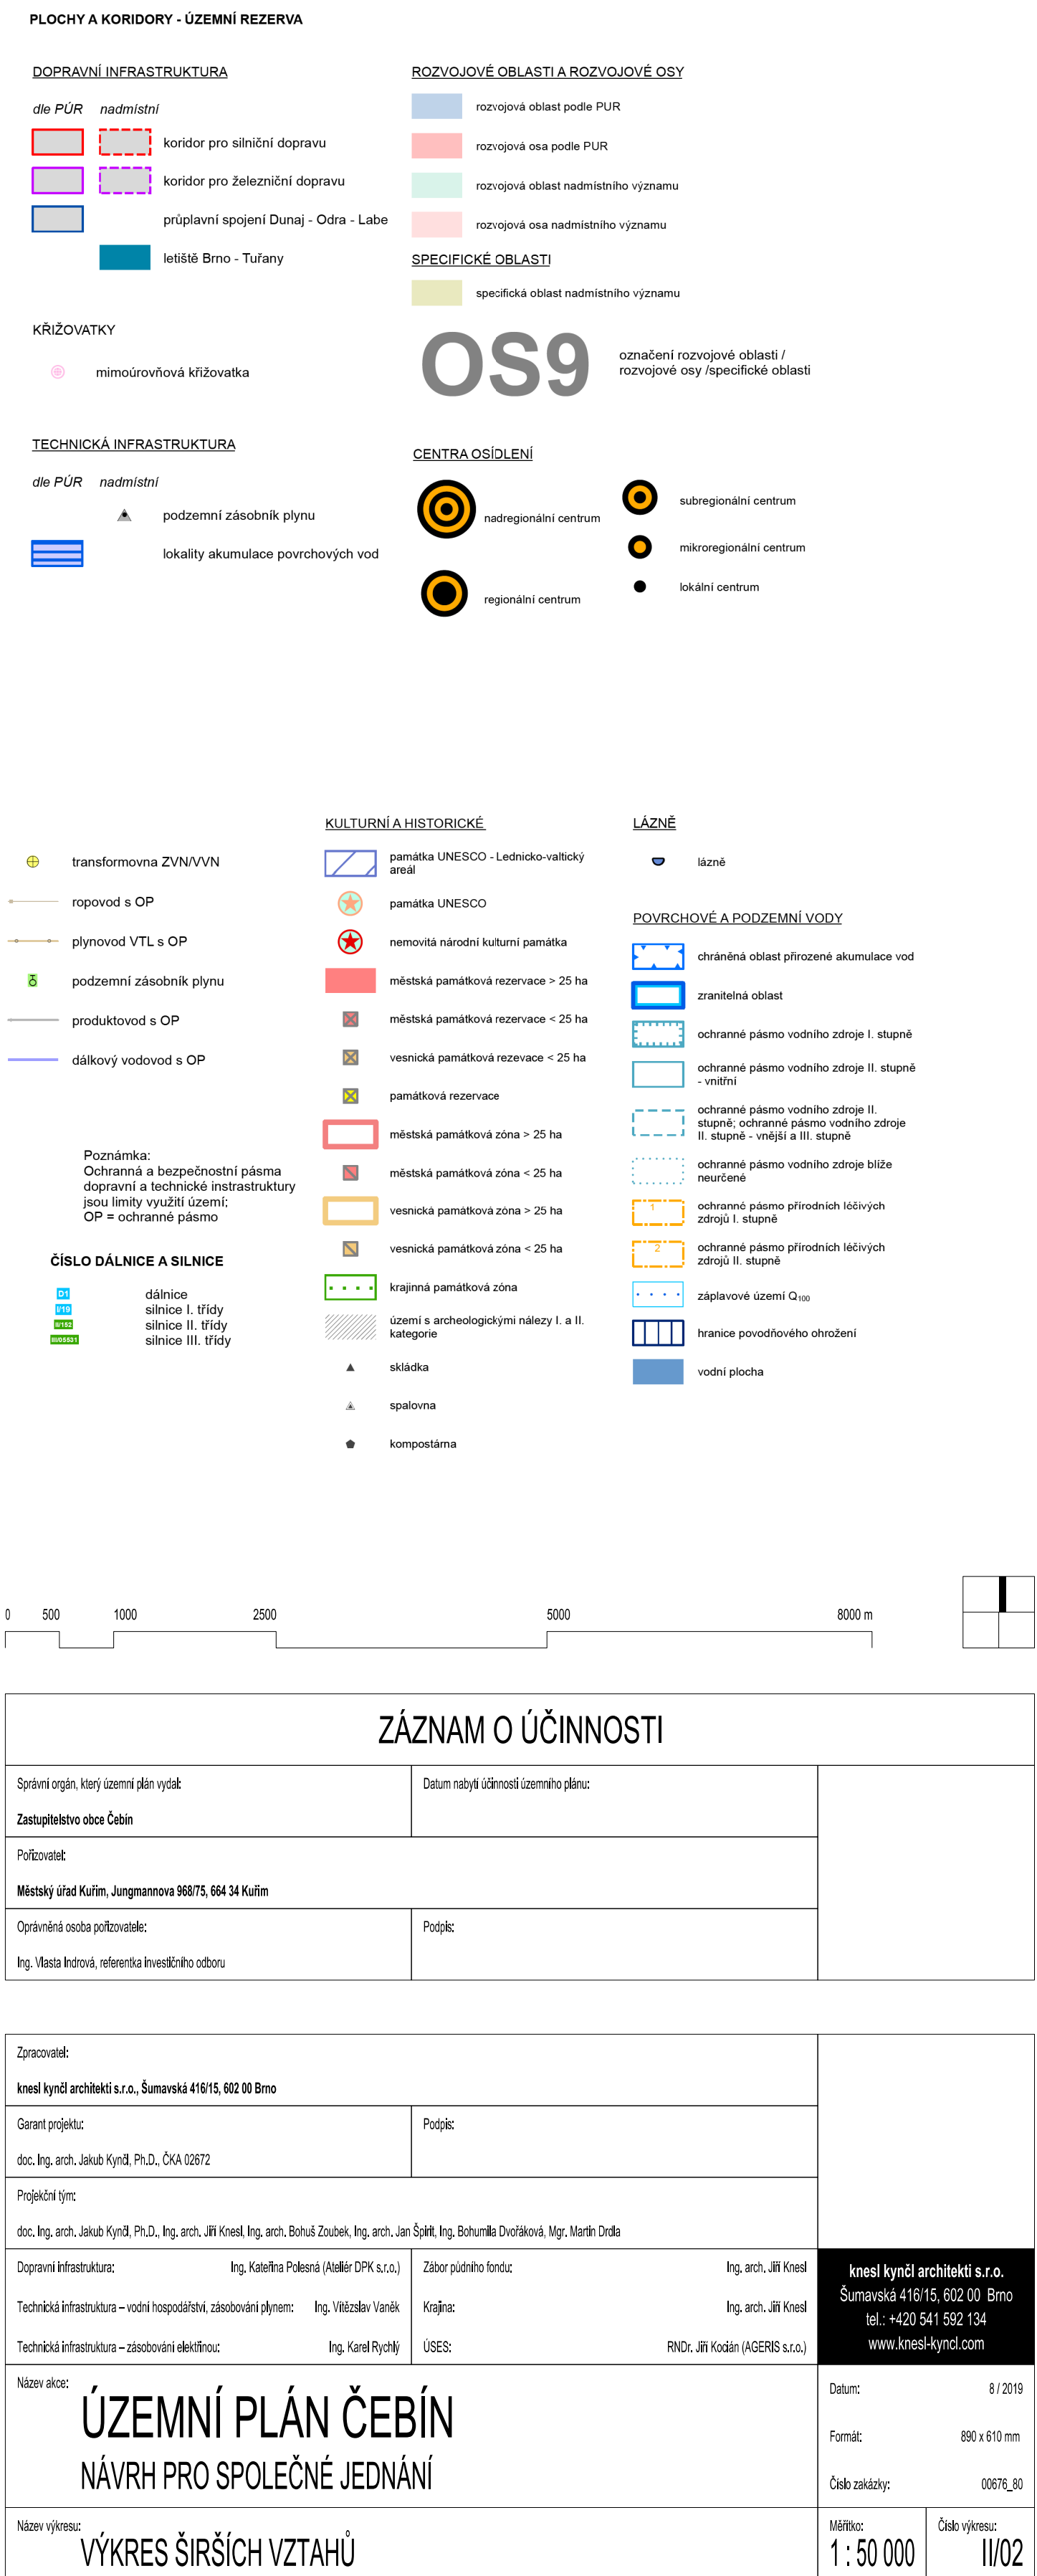 PLOCHY A KORIDORY - ÚZEMNÍ REZERVA
DOPRAVNÍ INFRASTRUKTURA
dle PÚR nadmístní
koridor pro silniční dopravu
koridor pro železniční dopravu
průplavní spojení Dunaj - Odra - Labe
letiště Brno - Tuřany
KŘIŽOVATKY
mimoúrovňová křižovatka
TECHNICKÁ INFRASTRUKTURA
dle PÚR nadmístní
podzemní zásobník plynu
lokality akumulace povrchových vod
ROZVOJOVÉ OBLASTI A ROZVOJOVÉ OSY
rozvojová oblast podle PUR
rozvojová osa podle PUR
rozvojová oblast nadmístního významu
rozvojová osa nadmístního významu
SPECIFICKÉ OBLASTI
specifická oblast nadmístního významu
OS9
označení rozvojové oblasti /
rozvojové osy /specifické oblasti
CENTRA OSÍDLENÍ
nadregionální centrum
regionální centrum
subregionální centrum
mikroregionální centrum
lokální centrum
transformovna ZVN/VVN
ropovod s OP
plynovod VTL s OP
podzemní zásobník plynu
produktovod s OP
dálkový vodovod s OP
Poznámka:
Ochranná a bezpečnostní pásma
dopravní a technické instrastruktury
jsou limity využití území;
OP = ochranné pásmo
ČÍSLO DÁLNICE A SILNICE
D1 dálnice
I/19 silnice I. třídy
II/152 silnice II. třídy
III/05531 silnice III. třídy
KULTURNÍ A HISTORICKÉ
památka UNESCO - Lednicko-valtický
areál
památka UNESCO
nemovitá národní kulturní památka
městská památková rezervace > 25 ha
městská památková rezervace < 25 ha
vesnická památková rezevace < 25 ha
památková rezervace
městská památková zóna > 25 ha
městská památková zóna < 25 ha
vesnická památková zóna > 25 ha
vesnická památková zóna < 25 ha
krajinná památková zóna
území s archeologickými nálezy I. a II.
kategorie
skládka
spalovna
kompostárna
LÁZNĚ
lázně
POVRCHOVÉ A PODZEMNÍ VODY
chráněná oblast přirozené akumulace vod
zranitelná oblast
ochranné pásmo vodního zdroje I. stupně
ochranné pásmo vodního zdroje II. stupně
- vnitřní
ochranné pásmo vodního zdroje II.
stupně; ochranné pásmo vodního zdroje
II. stupně - vnější a III. stupně
ochranné pásmo vodního zdroje blíže
neurčené
1 ochranné pásmo přírodních léčivých
zdrojů I. stupně
2 ochranné pásmo přírodních léčivých
zdrojů II. stupně
záplavové území Q100
hranice povodňového ohrožení
vodní plocha
0 500 1000 2500 5000 8000 m
ZÁZNAM O ÚČINNOSTI
Správní orgán, který územní plán vydal:
Zastupitelstvo obce Čebín
Datum nabytí účinnosti územního plánu:
Pořizovatel:
Městský úřad Kuřim, Jungmannova 968/75, 664 34 Kuřim
Oprávněná osoba pořizovatele:
Ing. Vlasta Indrová, referentka investičního odboru
Podpis:
Zpracovatel:
knesl kynčl architekti s.r.o., Šumavská 416/15, 602 00 Brno
Garant projektu:
doc. Ing. arch. Jakub Kynčl, Ph.D., ČKA 02672
Podpis:
Projekční tým:
doc. Ing. arch. Jakub Kynčl, Ph.D., Ing. arch. Jiří Knesl, Ing. arch. Bohuš Zoubek, Ing. arch. Jan Špirit, Ing. Bohumila Dvořáková, Mgr. Martin Drdla
Dopravní infrastruktura: Ing. Kateřina Polesná (Ateliér DPK s.r.o.)
Technická infrastruktura – vodní hospodářství, zásobování plynem: Ing. Vítězslav Vaněk
Technická infrastruktura – zásobování elektřinou: Ing. Karel Rychlý
Zábor půdního fondu: Ing. arch. Jiří Knesl
Krajina: Ing. arch. Jiří Knesl
ÚSES: RNDr. Jiří Kocián (AGERIS s.r.o.)
knesl kynčl architekti s.r.o.
Šumavská 416/15, 602 00 Brno
tel.: +420 541 592 134
www.knesl-kyncl.com
Název akce:
ÚZEMNÍ PLÁN ČEBÍN
NÁVRH PRO SPOLEČNÉ JEDNÁNÍ
Datum: 8 / 2019
Formát: 890 x 610 mm
Číslo zakázky: 00676_80
Název výkresu:
VÝKRES ŠIRŠÍCH VZTAHŮ
Měřítko:
1 : 50 000
Číslo výkresu:
II/02